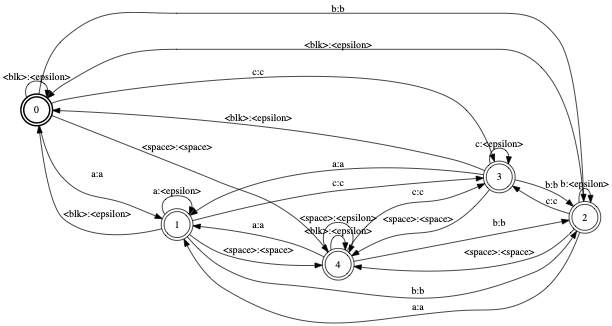 b:b
<blk>:<epsilon>
c:c
<blk>:<epsilon>
0
<blk>:<epsilon>
<space>:<space>
c:<epsilon>
a:a
3
a:a
b:b
b:<epsilon>
a:<epsilon>
c:c
c:c
c:c
<blk>:<epsilon>
1
<space>:<epsilon>
<space>:<space>
2
a:a
<blk>:<epsilon>
b:b
<space>:<space>
<space>:<space>
4
b:b
a:a